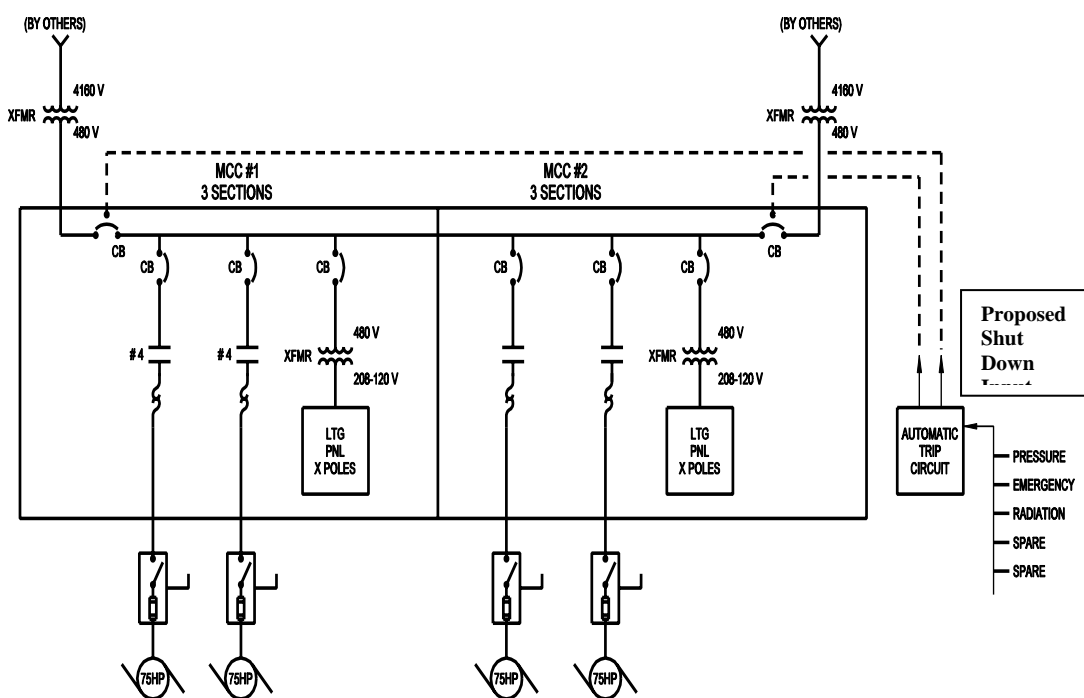 (BY OTHERS)
(BY OTHERS)
4160 V
XFMR
480 V
4160 V
XFMR
480 V
MCC #1
3 SECTIONS
MCC #2
3 SECTIONS
CB
CB
CB
CB
CB
CB
CB
CB
#4
#4
480 V
XFMR
208-120 V
480 V
XFMR
208-120 V
LTG
PNL
X POLES
LTG
PNL
X POLES
Proposed
Shut
Down
AUTOMATIC
TRIP
CIRCUIT
PRESSURE
EMERGENCY
RADIATION
SPARE
SPARE
75HP
75HP
75HP
75HP